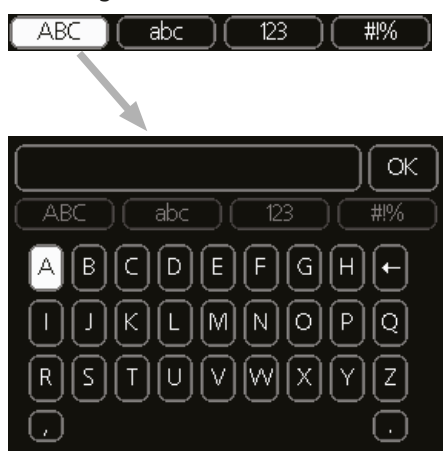 ABC abc 123 #!%
OK
ABC abc 123 #!%
A B C D E F G H ←
I J K L M N O P Q
R S T U V W X Y Z
, .